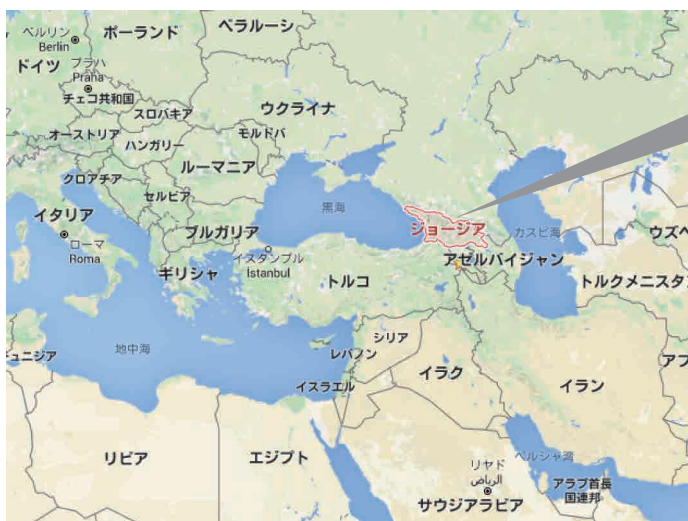 ベルリン
Berlin
ポーランド
ベラルーシ
ドイツ
プラハ
Praha
チェコ共和国
スロバキア
ウクライナ
オーストリア
ハンガリー
モルドバ
ルーマニア
クロアチア
セルビア
イタリア
ローマ
Roma
ブルガリア
黒海
ジョージア
カスピ海
ウズベ
イスタンブル
İstanbul
アゼルバイジャン
ギリシャ
トルコ
トルクメニスタン
チュニジア
地中海
シリア
レバノン
イスラエル
イラク
イラン
アフ
リビア
エジプト
リヤド
الرياض
ペルシャ湾
サウジアラビア
アラブ首長
国連邦